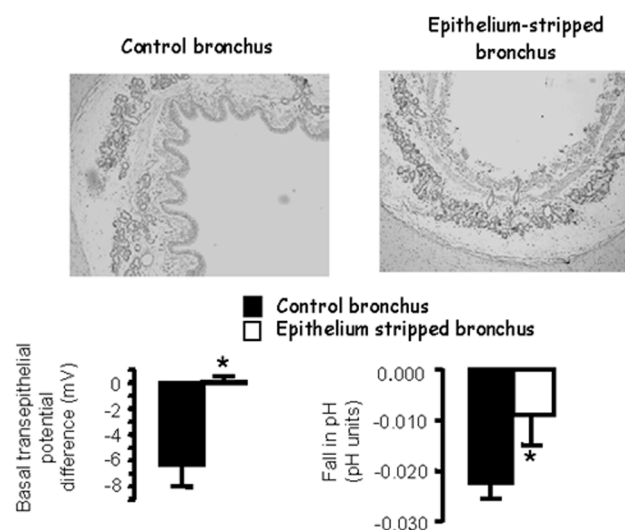 Control bronchus
Epithelium-stripped
bronchus
Control bronchus
Epithelium stripped bronchus
Basal transepithelial
potential
difference (mV)
0
-2
-4
-6
-8
*
Fall in pH
(pH units)
0.000
-0.010
-0.020
-0.030
*